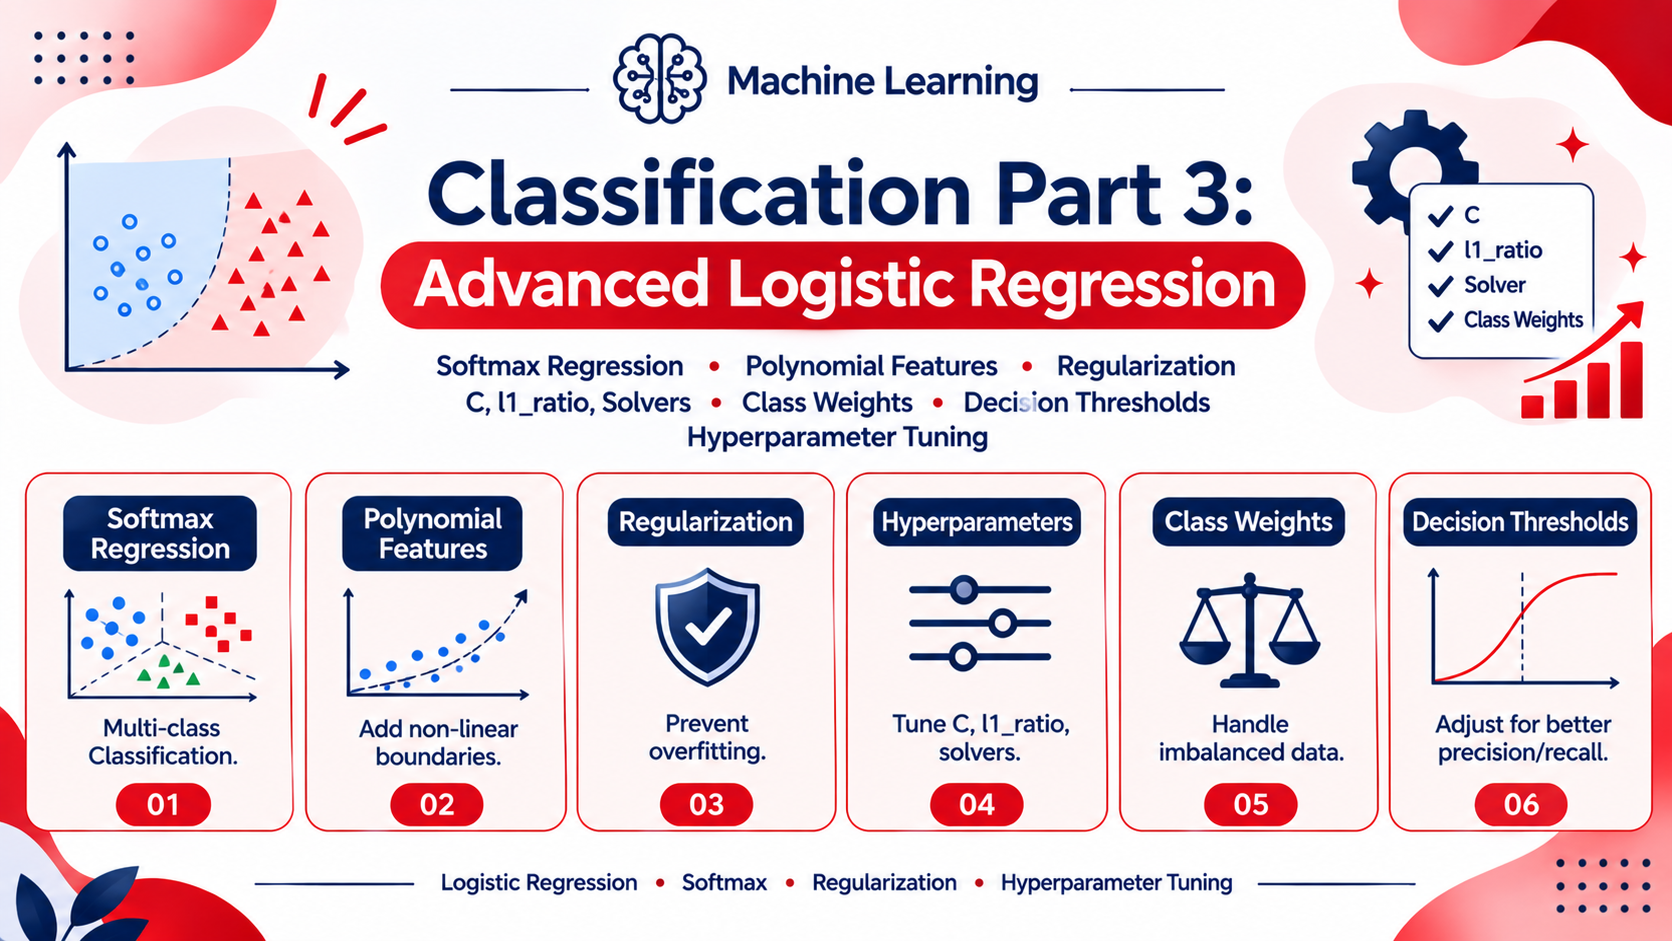 Machine Learning
Classification Part 3:
Advanced Logistic Regression
Softmax Regression • Polynomial Features • Regularization
C, l1_ratio, Solvers • Class Weights • Decision Thresholds
Hyperparameter Tuning
C
l1_ratio
Solver
Class Weights
Softmax
Regression
Multi-class
Classification.
01
Polynomial
Features
Add non-linear
boundaries.
02
Regularization
Prevent
overfitting.
03
Hyperparameters
Tune C, l1_ratio,
solvers.
04
Class Weights
Handle
imbalanced data.
05
Decision Thresholds
Adjust for better
precision/recall.
06
Logistic Regression • Softmax • Regularization • Hyperparameter Tuning